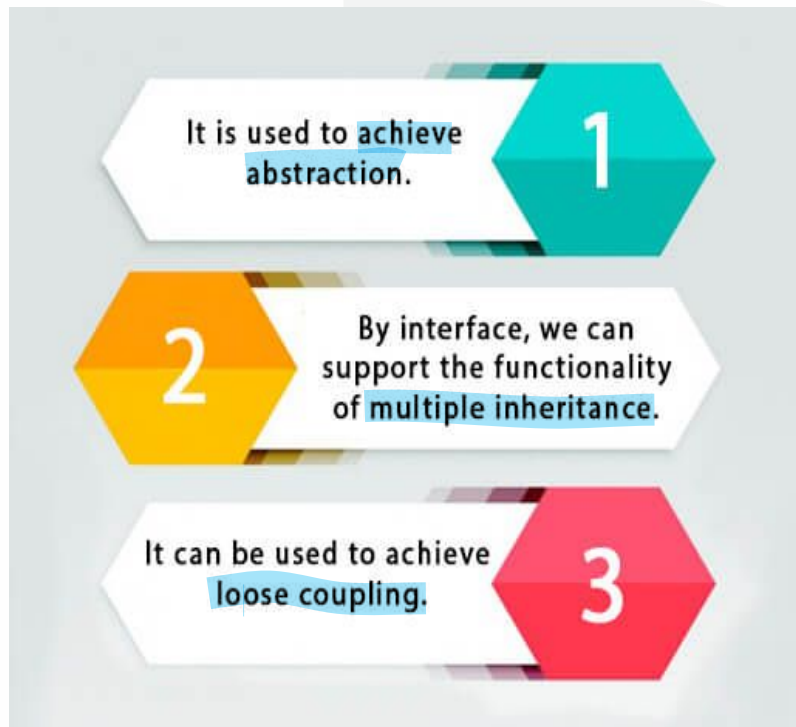 It is used to achieve
abstraction.
1
2
By interface, we can
support the functionality
of multiple inheritance.
It can be used to achieve
loose coupling.
3